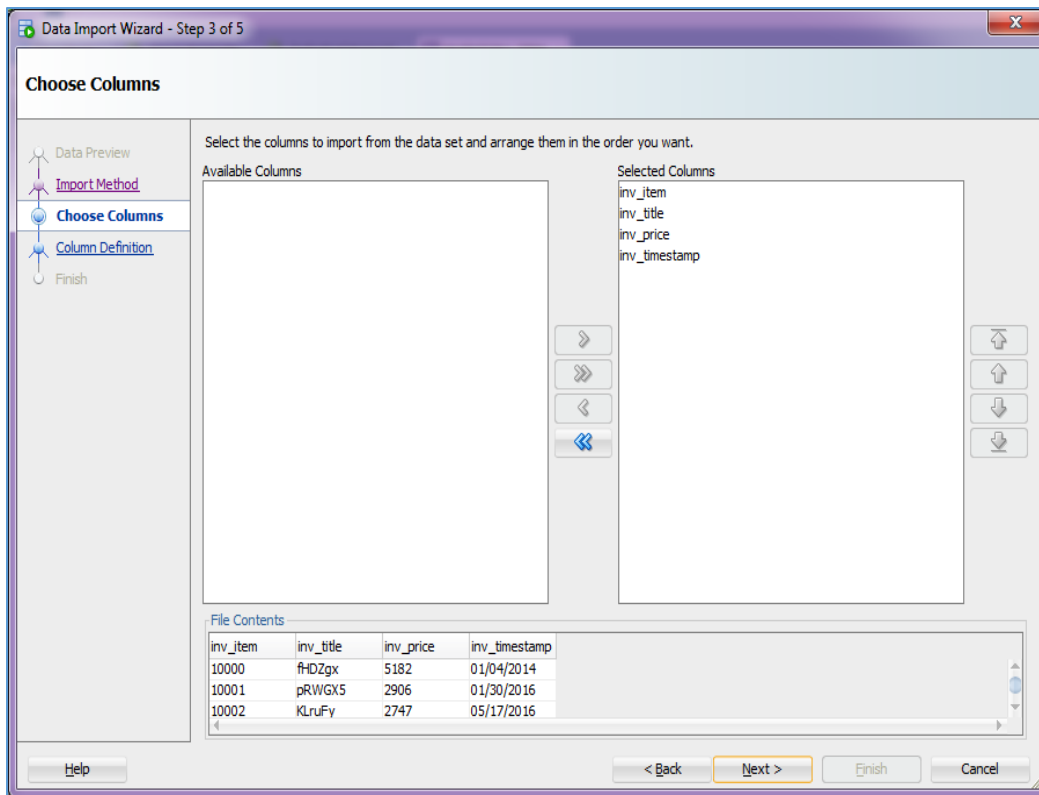 Data Import Wizard - Step 3 of 5
X
Choose Columns
Data Preview
Import Method
Choose Columns
Column Definition
Finish
Select the columns to import from the data set and arrange them in the order you want.
Available Columns
Selected Columns
inv_item
inv_title
inv_price
inv_timestamp
File Contents
inv_item inv_title inv_price inv_timestamp
10000 fHDZgx 5182 01/04/2014
10001 pRWGX5 2906 01/30/2016
10002 KLruFy 2747 05/17/2016
Help
< Back
Next >
Finish
Cancel